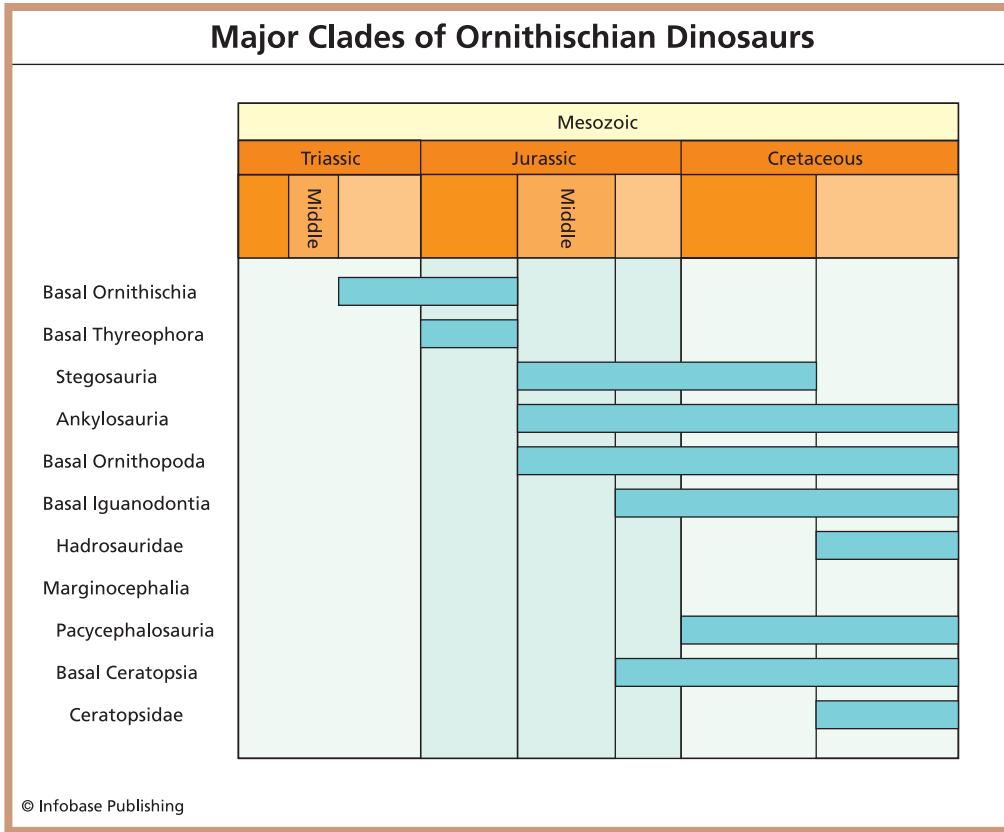 Major Clades of Ornithischian Dinosaurs
Mesozoic
Triassic
Jurassic
Cretaceous
Middle
Middle
Basal Ornithischia
Basal Thyreophora
Stegosauria
Ankylosauria
Basal Ornithopoda
Basal Iguanodontia
Hadrosauridae
Marginocephalia
Pacycephalosauria
Basal Ceratopsia
Ceratopsidae
© Infobase Publishing